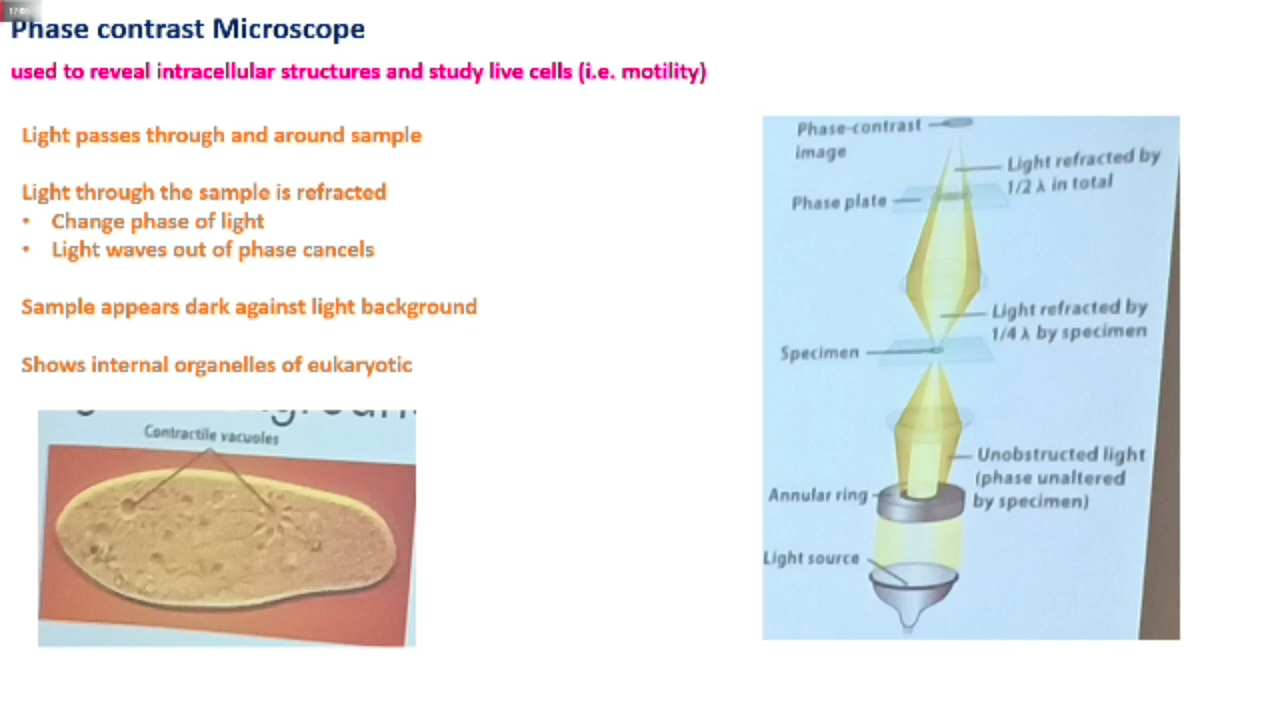 Phase contrast Microscope
used to reveal intracellular structures and study live cells (i.e. motility)
Light passes through and around sample
Light through the sample is refracted
• Change phase of light
• Light waves out of phase cancels
Sample appears dark against light background
Shows internal organelles of eukaryotic
Contractile vacuoles
Phase-contrast
image
Light refracted by
1/2 λ in total
Phase plate
Light refracted by
1/4 λ by specimen
Specimen
Unobstructed light
(phase unaltered
by specimen)
Annular ring
Light source